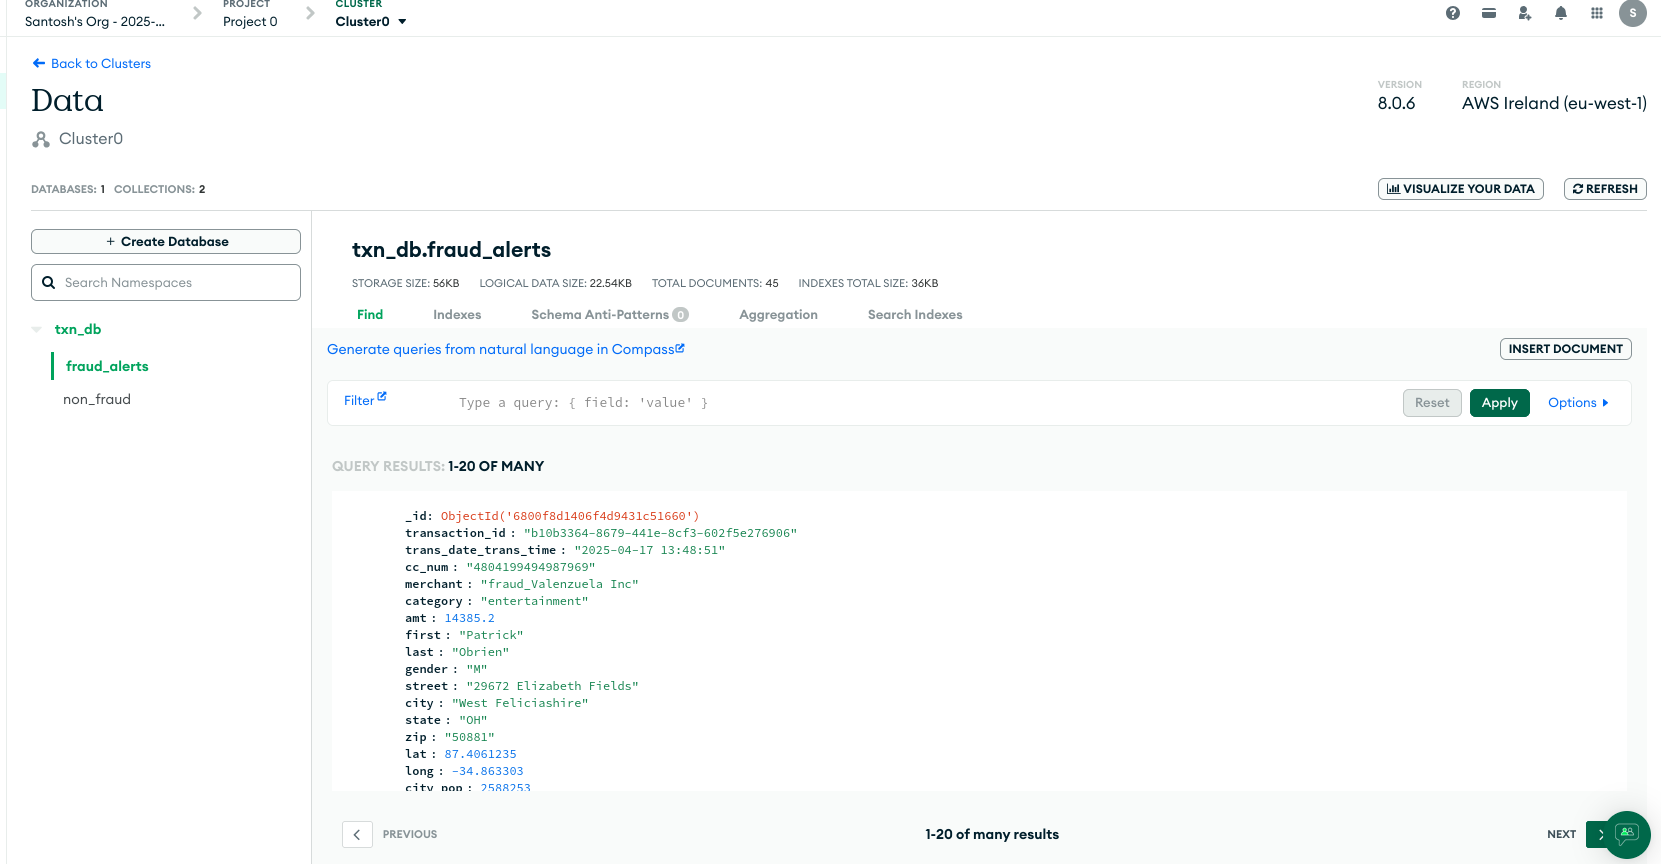 ORGANIZATION
Santosh's Org - 2025-...
PROJECT
Project 0
CLUSTER
Cluster0
S
Back to Clusters
Data
Cluster0
VERSION
8.0.6
REGION
AWS Ireland (eu-west-1)
DATABASES: 1 COLLECTIONS: 2
VISUALIZE YOUR DATA
REFRESH
+ Create Database
Search Namespaces
txn_db
fraud_alerts
non_fraud
txn_db.fraud_alerts
STORAGE SIZE: 56KB LOGICAL DATA SIZE: 22.54KB TOTAL DOCUMENTS: 45 INDEXES TOTAL SIZE: 36KB
Find Indexes Schema Anti-Patterns 0 Aggregation Search Indexes
Generate queries from natural language in Compass
INSERT DOCUMENT
Filter
Type a query: { field: 'value' }
Reset
Apply
Options
QUERY RESULTS: 1-20 OF MANY
_id: ObjectId('6800f8d1406f4d9431c51660')
transaction_id : "b10b3364-8679-441e-8cf3-602f5e276906"
trans_date_trans_time : "2025-04-17 13:48:51"
cc_num : "4804199494987969"
merchant : "fraud_Valenzuela Inc"
category : "entertainment"
amt : 14385.2
first : "Patrick"
last : "Obrien"
gender : "M"
street : "29672 Elizabeth Fields"
city : "West Feliciashire"
state : "OH"
zip : "50881"
lat : 87.4061235
long : -34.863303
city_pop : 2588253
PREVIOUS
1-20 of many results
NEXT